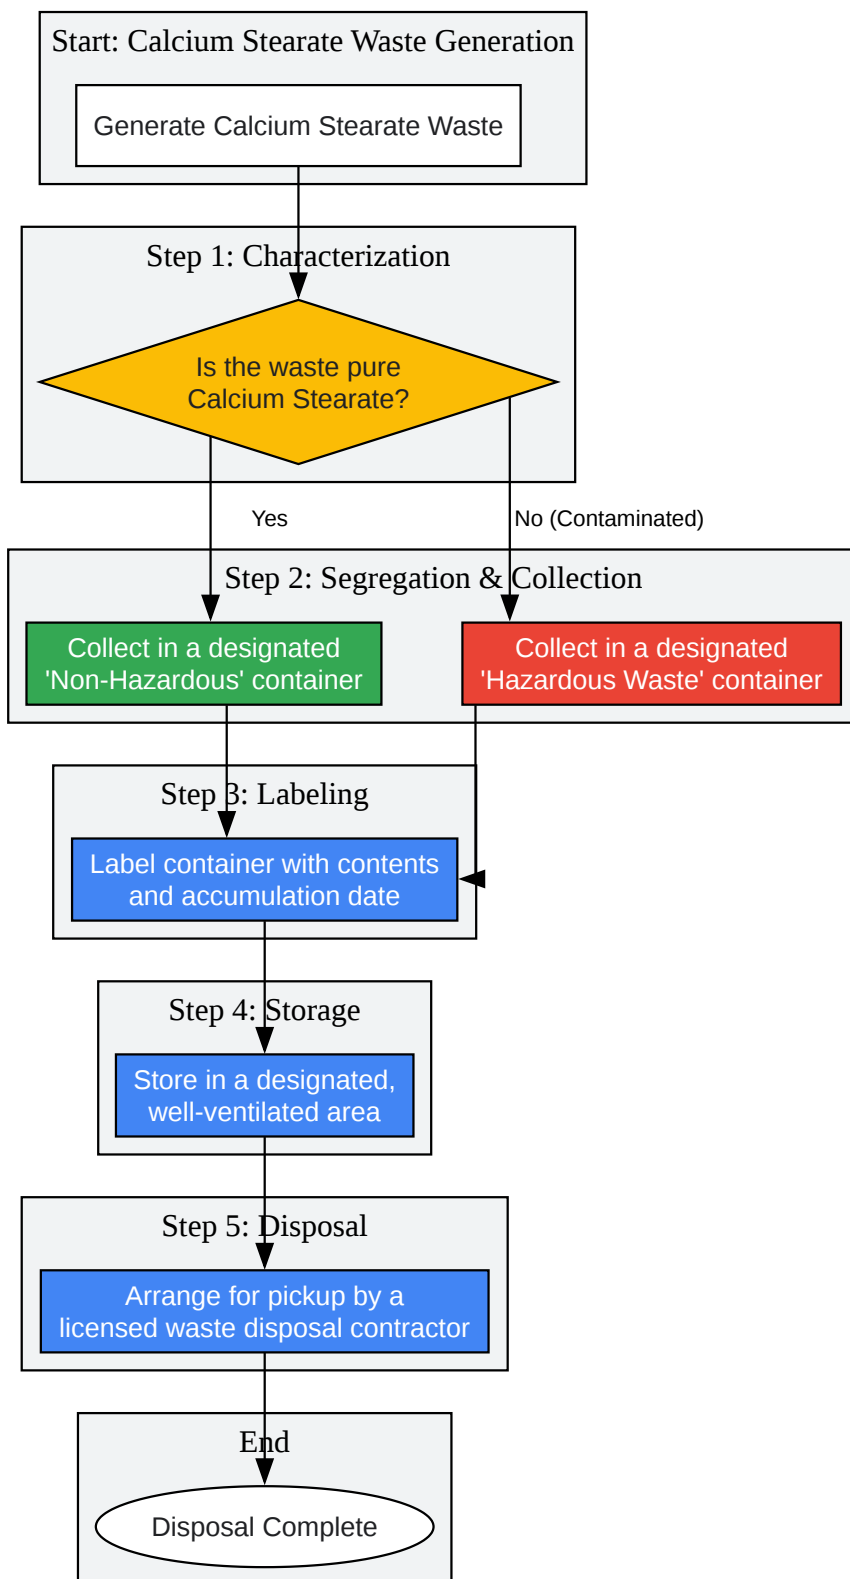 Start: Calcium Stearate Waste Generation
Generate Calcium Stearate Waste
Step 1: Characterization
Is the waste pure
Calcium Stearate?
Yes
No (Contaminated)
Step 2: Segregation & Collection
Collect in a designated
'Non-Hazardous' container
Collect in a designated
'Hazardous Waste' container
Step 3: Labeling
Label container with contents
and accumulation date
Step 4: Storage
Store in a designated,
well-ventilated area
Step 5: Disposal
Arrange for pickup by a
licensed waste disposal contractor
End
Disposal Complete